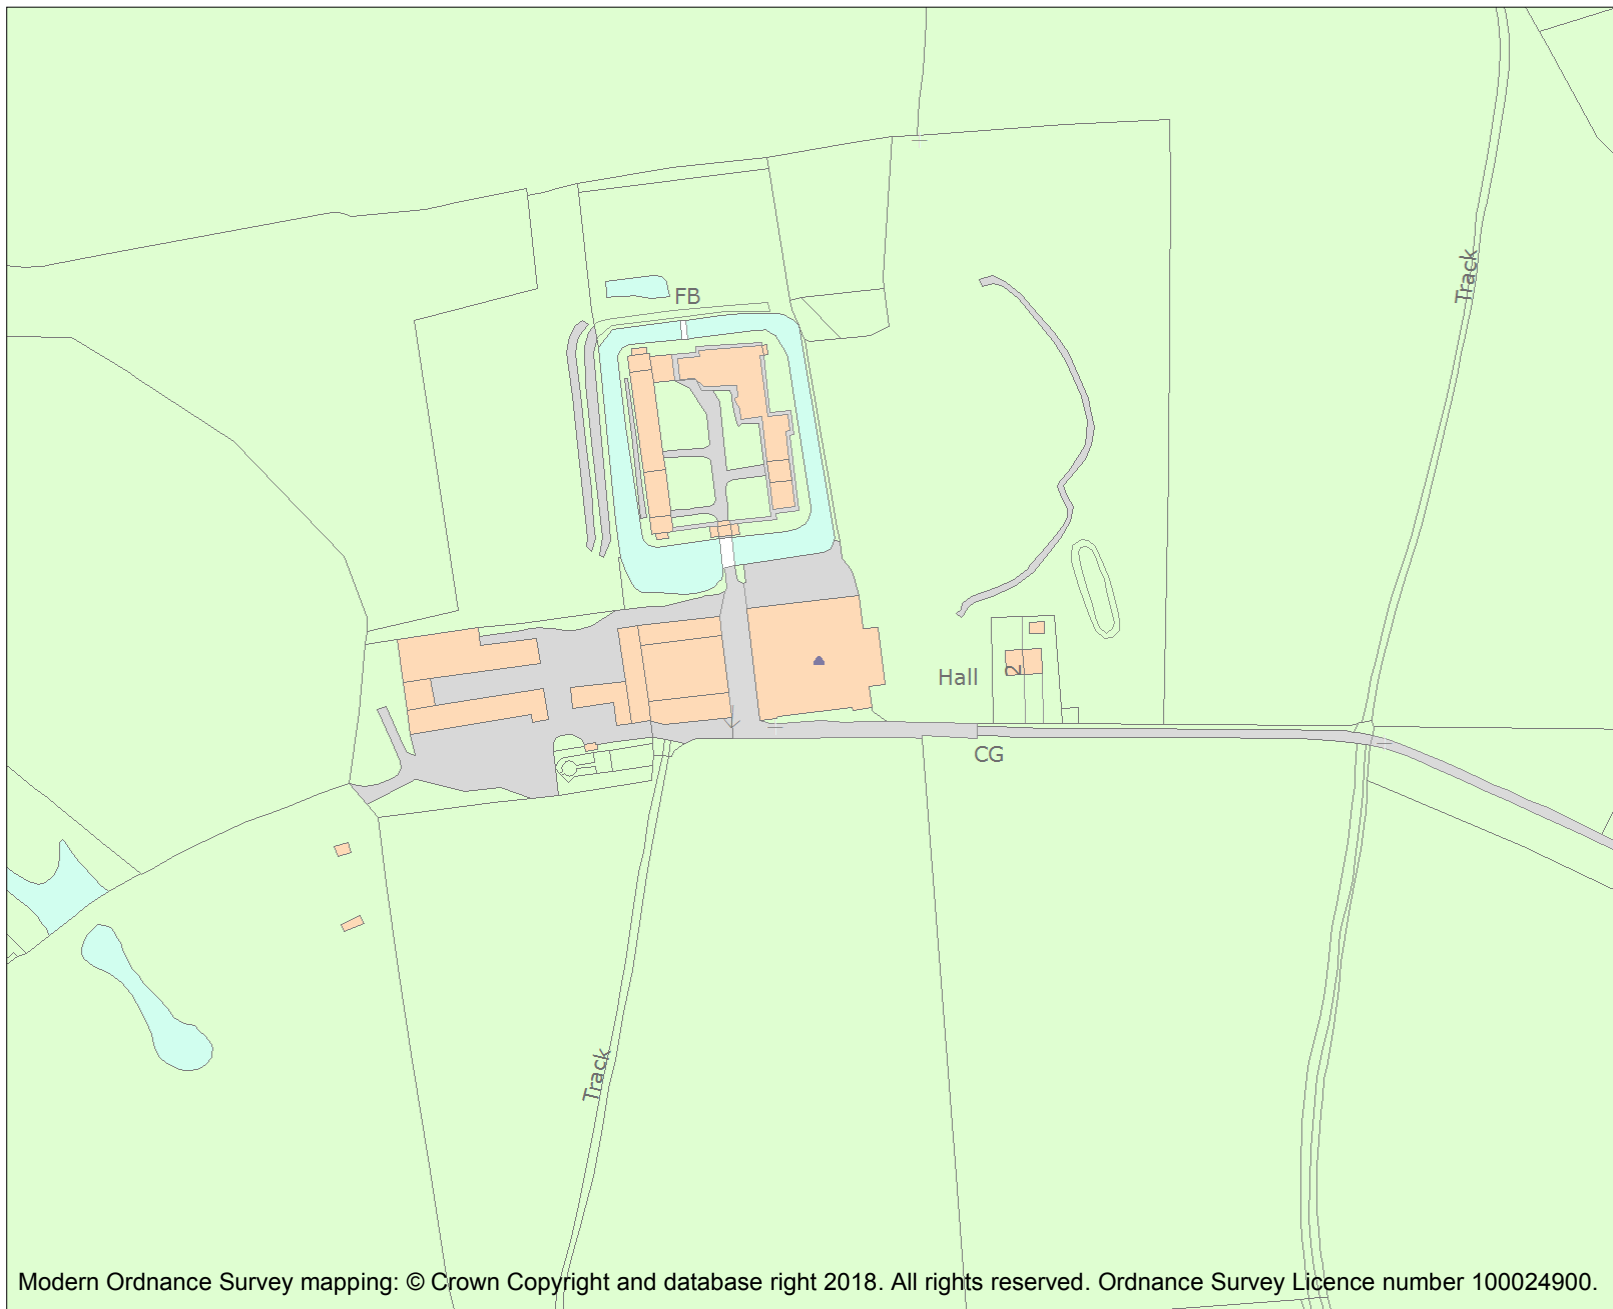 Track
FB
Hall
2
CG
Track
Modern Ordnance Survey mapping: © Crown Copyright and database right 2018. All rights reserved. Ordnance Survey Licence number 100024900.